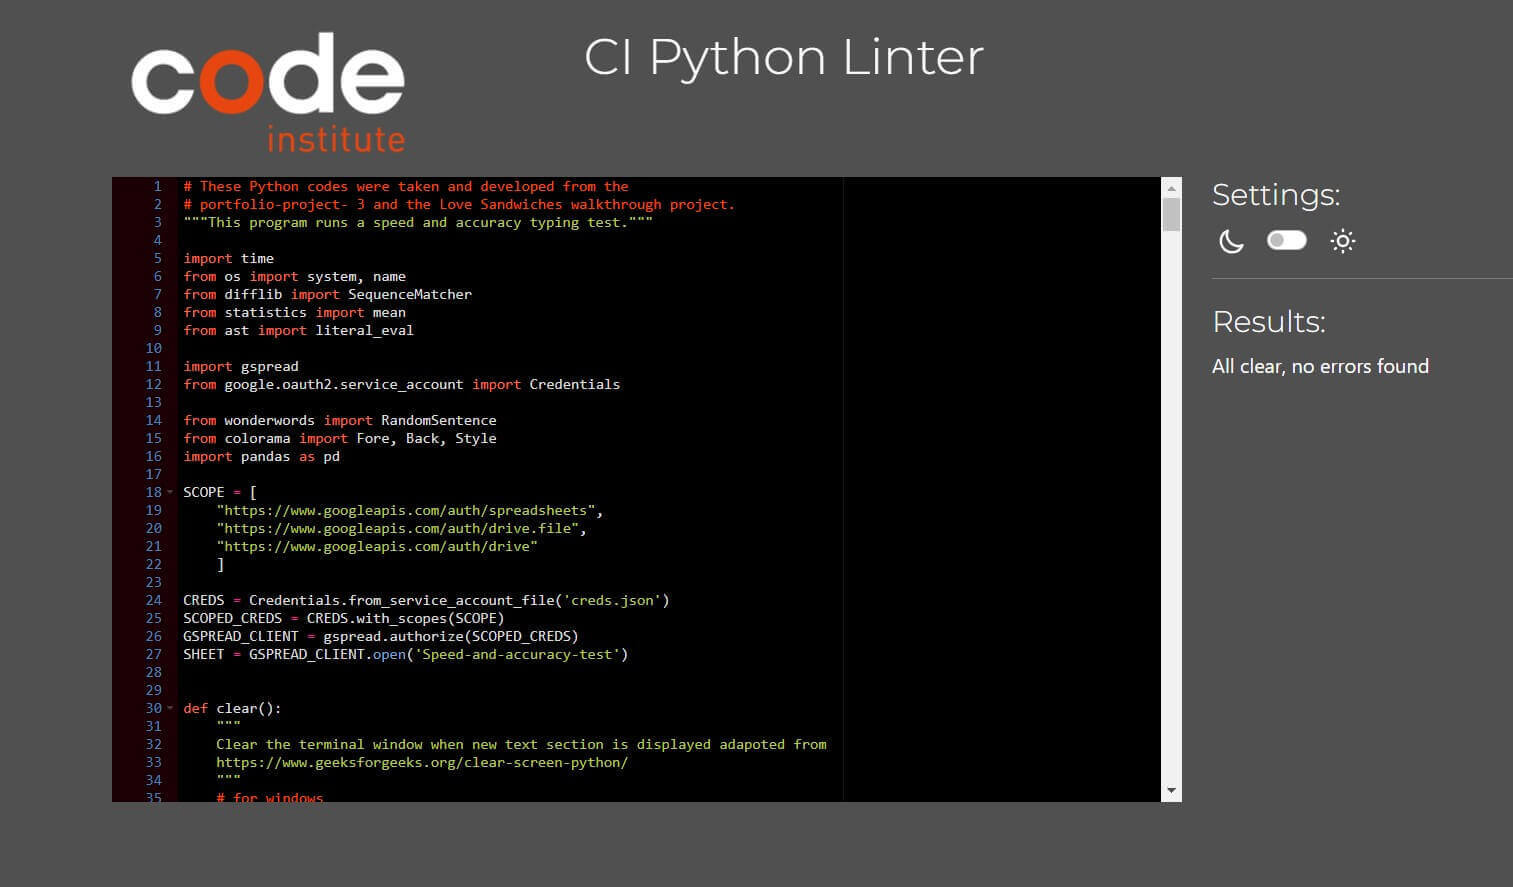 code
institute
CI Python Linter
1 # These Python codes were taken and developed from the
2 # portfolio-project- 3 and the Love Sandwiches walkthrough project.
3 """This program runs a speed and accuracy typing test."""
4
5 import time
6 from os import system, name
7 from difflib import SequenceMatcher
8 from statistics import mean
9 from ast import literal_eval
10
11 import gspread
12 from google.oauth2.service_account import Credentials
13
14 from wonderwords import RandomSentence
15 from colorama import Fore, Back, Style
16 import pandas as pd
17
18 SCOPE = [
19     "https://www.googleapis.com/auth/spreadsheets",
20     "https://www.googleapis.com/auth/drive.file",
21     "https://www.googleapis.com/auth/drive"
22     ]
23
24 CREDS = Credentials.from_service_account_file('creds.json')
25 SCOPED_CREDS = CREDS.with_scopes(SCOPE)
26 GSPREAD_CLIENT = gspread.authorize(SCOPED_CREDS)
27 SHEET = GSPREAD_CLIENT.open('Speed-and-accuracy-test')
28
29
30 def clear():
31     """
32     Clear the terminal window when new text section is displayed adapoted from
33     https://www.geeksforgeeks.org/clear-screen-python/
34     """
35     # for windows
Settings:
Results:
All clear, no errors found